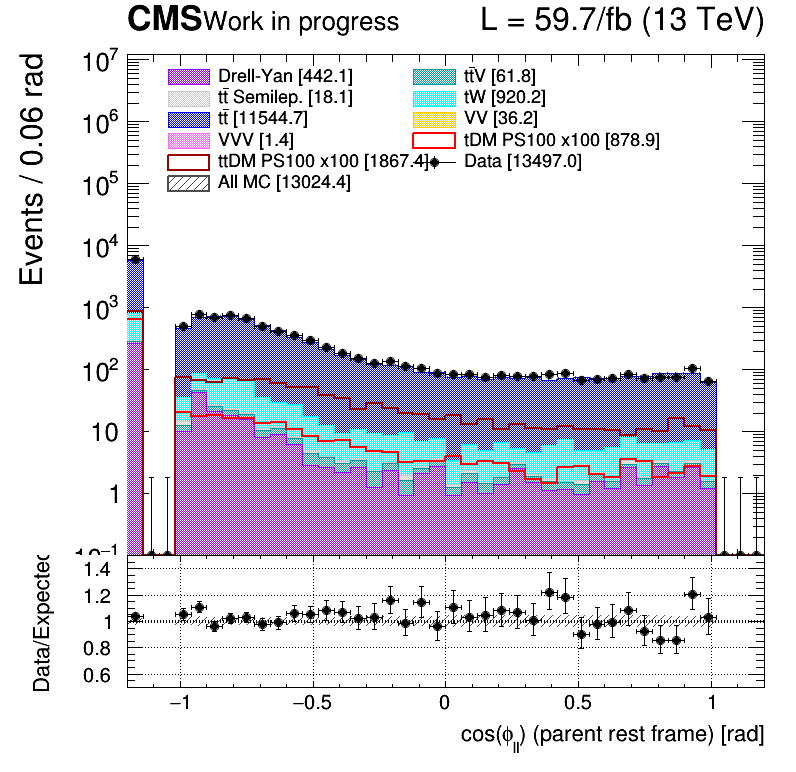 CMS Work in progress L = 59.7/fb (13 TeV)
Events / 0.06 rad
10⁷
10⁶
10⁵
10⁴
10³
10²
10
1
10⁻¹
Drell-Yan [442.1]
tt̄V [61.8]
tt̄ Semilep. [18.1]
tW [920.2]
tt̄ [11544.7]
VV [36.2]
VVV [1.4]
tDM PS100 x100 [878.9]
ttDM PS100 x100 [1867.4]
Data [13497.0]
All MC [13024.4]
Data/Expected
1.4
1.2
1
0.8
0.6
−1 −0.5 0 0.5 1
cos(ϕ_ll) (parent rest frame) [rad]